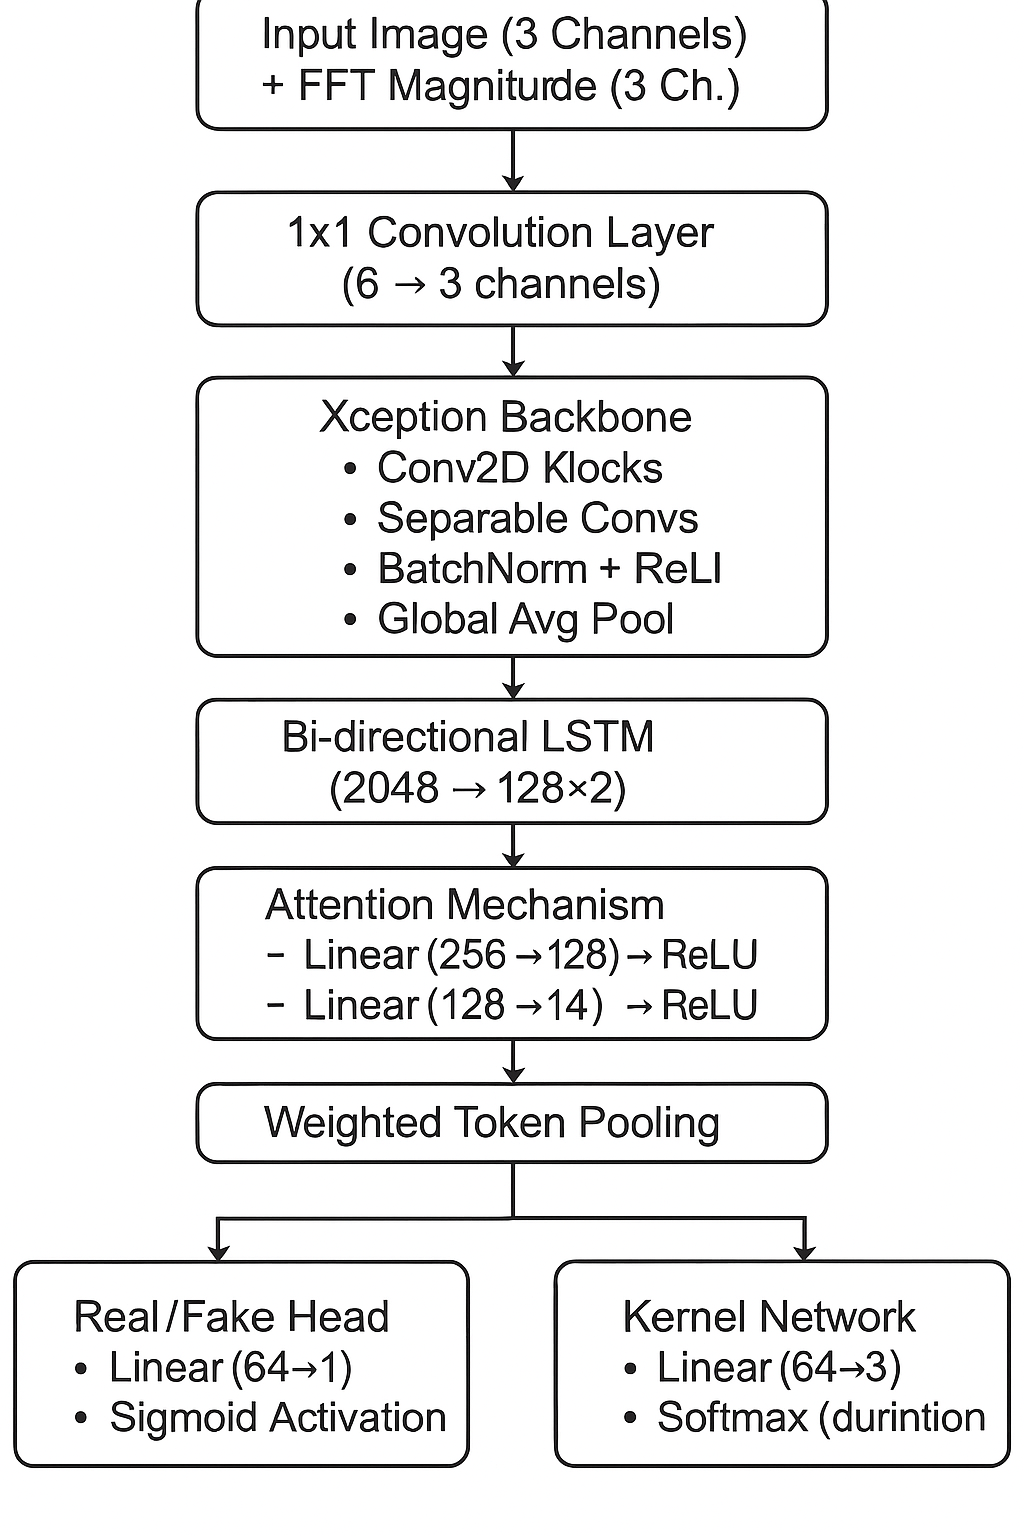 Input Image (3 Channels)
+ FFT Magniturde (3 Ch.)
1x1 Convolution Layer
(6 → 3 channels)
Xception Backbone
• Conv2D Klocks
• Separable Convs
• BatchNorm + ReLI
• Global Avg Pool
Bi-directional LSTM
(2048 → 128×2)
Attention Mechanism
– Linear (256 →128) → ReLU
– Linear (128 →14) → ReLU
Weighted Token Pooling
Real/Fake Head
• Linear (64→1)
• Sigmoid Activation
Kernel Network
• Linear (64→3)
• Softmax (durintion